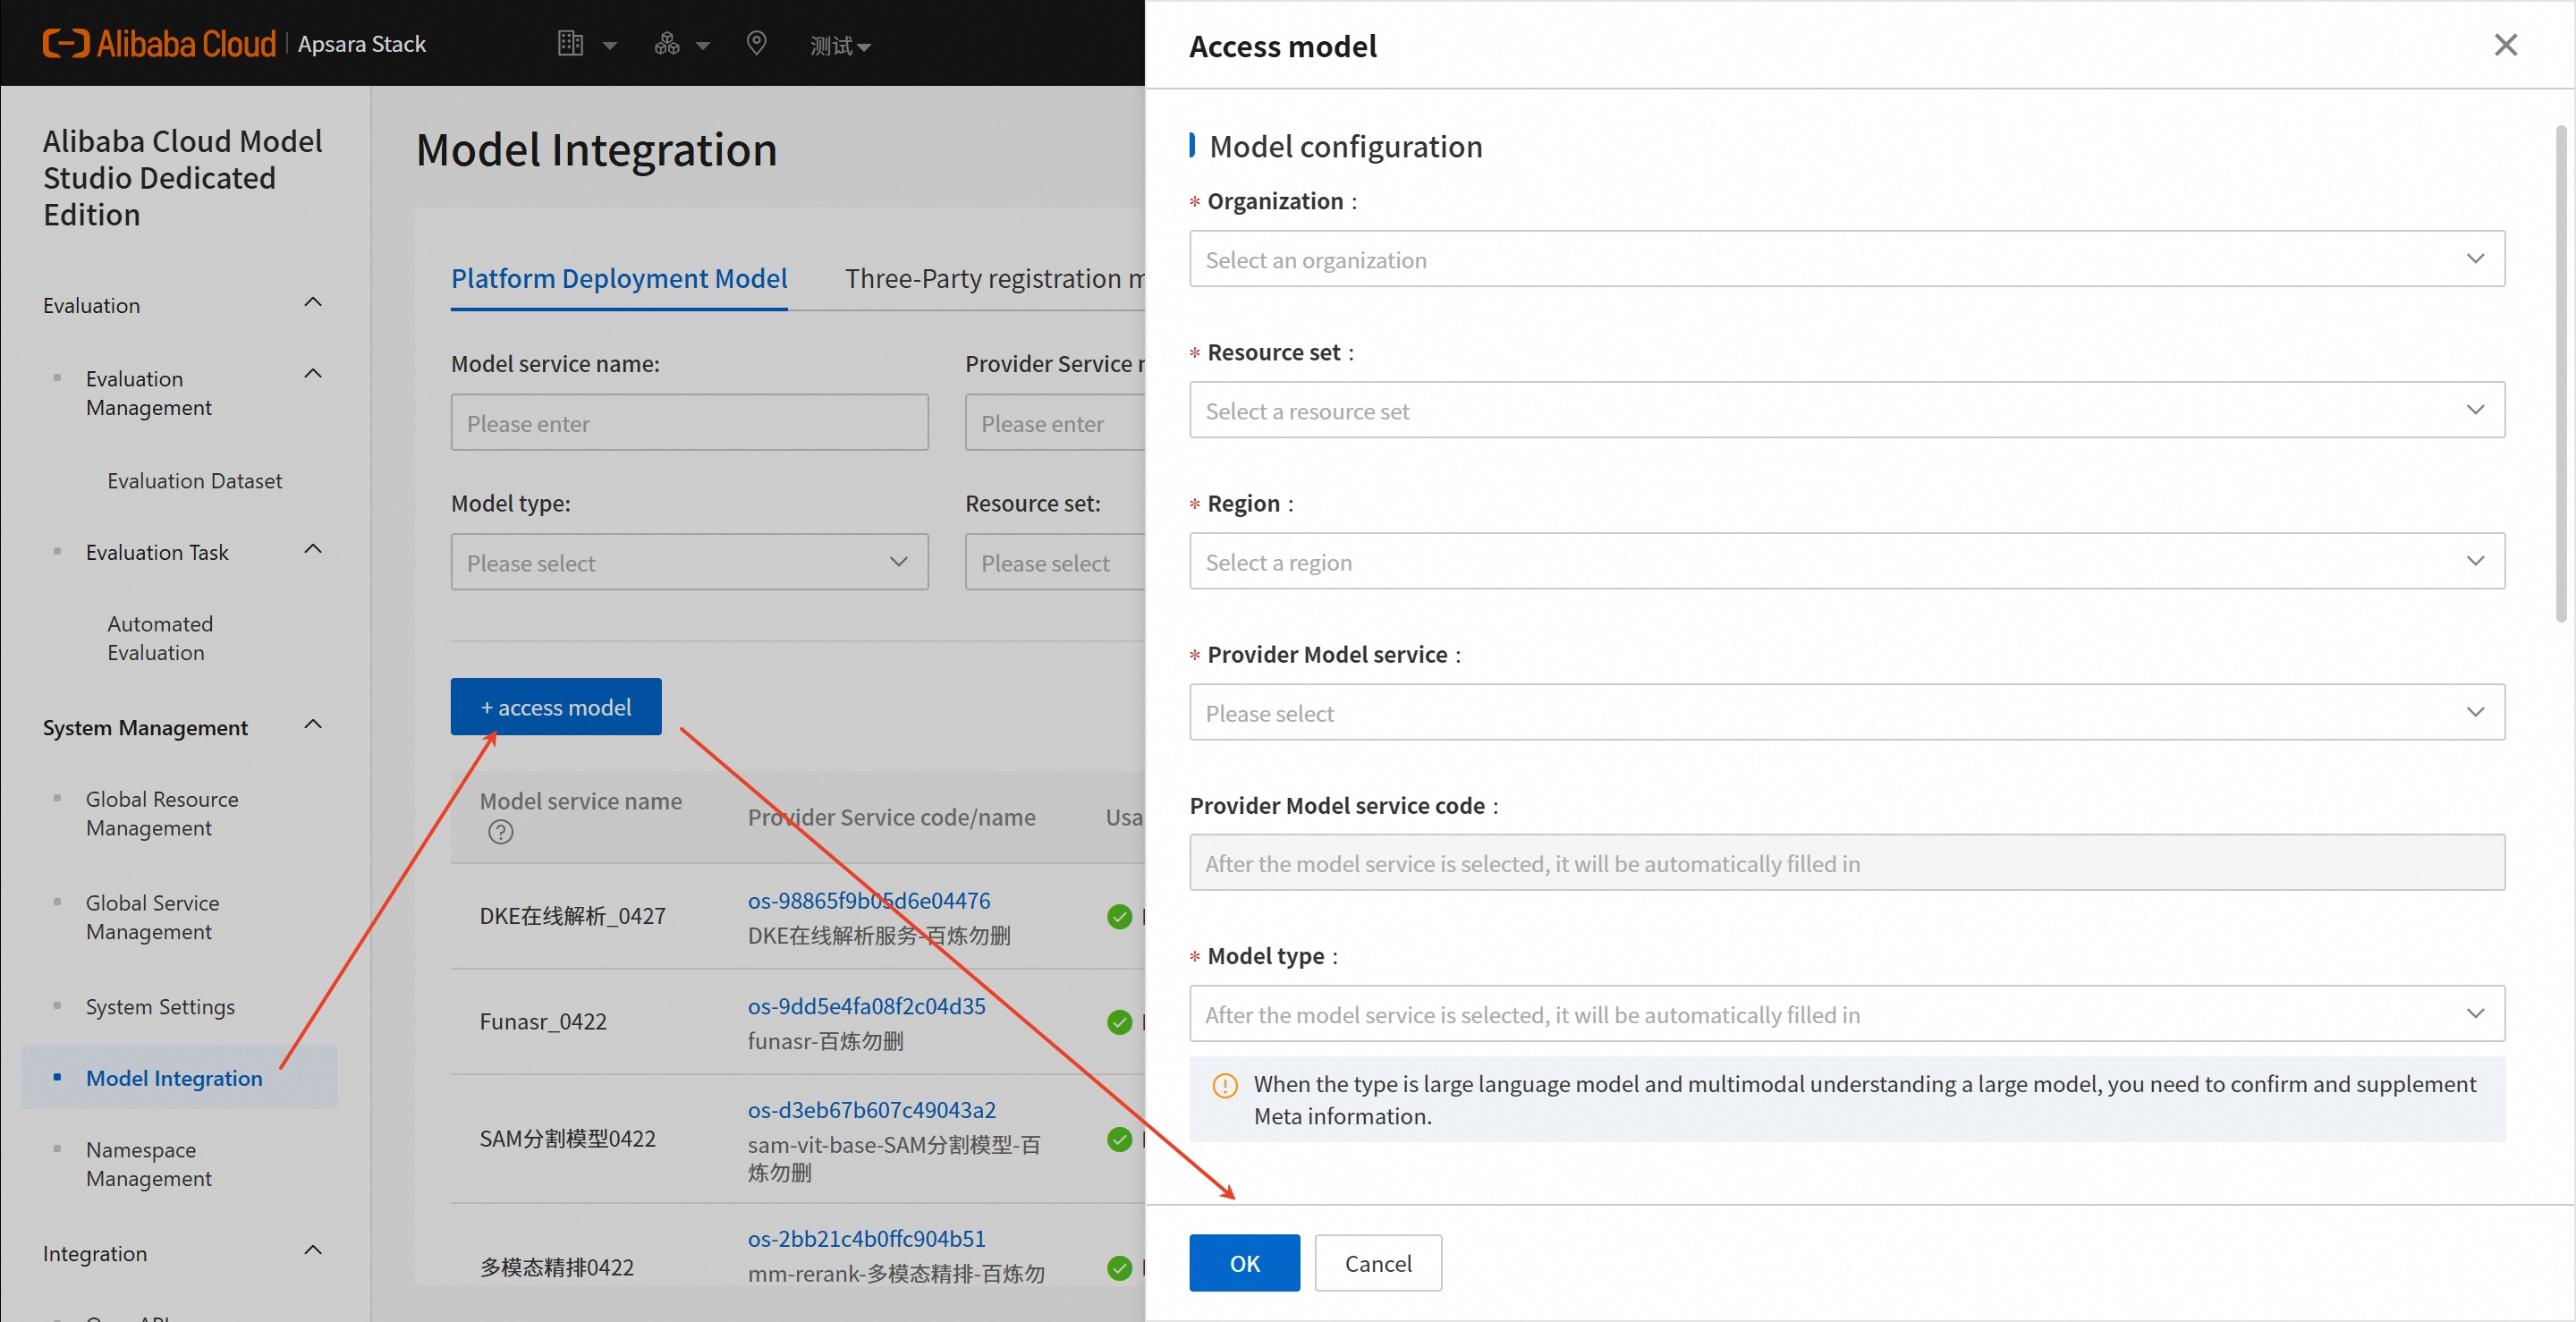 Alibaba Cloud | Apsara Stack
测试
Alibaba Cloud Model
Studio Dedicated
Edition
Evaluation
Evaluation
Management
Evaluation Dataset
Evaluation Task
Automated
Evaluation
System Management
Global Resource
Management
Global Service
Management
System Settings
Model Integration
Namespace
Management
Integration
Model Integration
Platform Deployment Model
Three-Party registration m
Model service name:
Provider Service
Please enter
Please enter
Model type:
Resource set:
Please select
Please select
+ access model
Model service name
Provider Service code/name
Usa
DKE在线解析_0427
os-98865f9b05d6e04476
DKE在线解析服务-百炼勿删
Funasr_0422
os-9dd5e4fa08f2c04d35
funasr-百炼勿删
SAM分割模型0422
os-d3eb67b607c49043a2
sam-vit-base-SAM分割模型-百
炼勿删
多模态精排0422
os-2bb21c4b0ffc904b51
mm-rerank-多模态精排-百炼勿
Access model
Model configuration
* Organization :
Select an organization
* Resource set :
Select a resource set
* Region :
Select a region
* Provider Model service :
Please select
Provider Model service code :
After the model service is selected, it will be automatically filled in
* Model type :
After the model service is selected, it will be automatically filled in
When the type is large language model and multimodal understanding a large model, you need to confirm and supplement
Meta information.
OK
Cancel